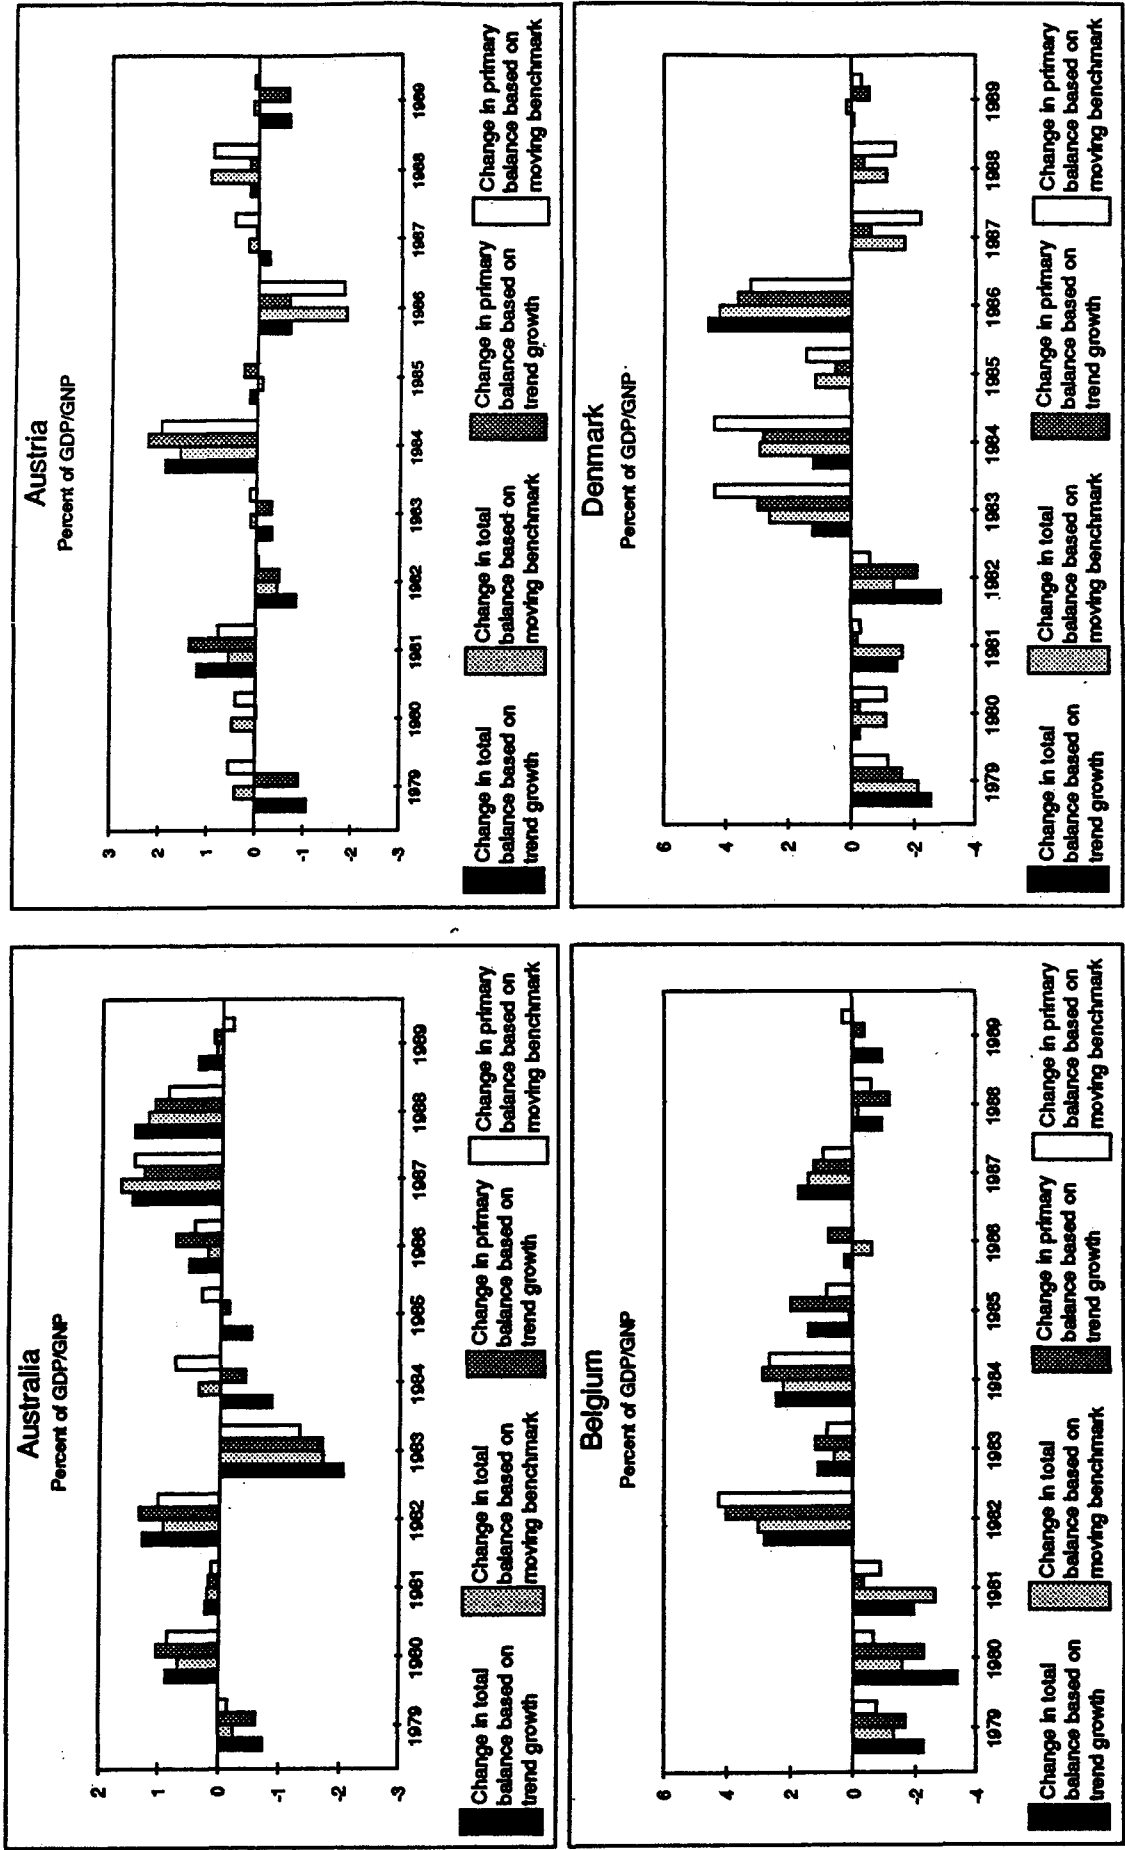 Australia
Percent of GDP/GNP
2
1
0
-1
-2
-3
1979 1980 1981 1982 1983 1984 1985 1986 1987 1988 1989
Change in total
balance based on
trend growth
Change in total
balance based on
moving benchmark
Change in primary
balance based on
trend growth
Change in primary
balance based on
moving benchmark
Austria
Percent of GDP/GNP
3
2
1
0
-1
-2
-3
1979 1980 1981 1982 1983 1984 1985 1986 1987 1988 1989
Change in total
balance based on
trend growth
Change in total
balance based on
moving benchmark
Change in primary
balance based on
trend growth
Change in primary
balance based on
moving benchmark
Belgium
Percent of GDP/GNP
6
4
2
0
-2
-4
1979 1980 1981 1982 1983 1984 1985 1986 1987 1988 1989
Change in total
balance based on
trend growth
Change in total
balance based on
moving benchmark
Change in primary
balance based on
trend growth
Change in primary
balance based on
moving benchmark
Denmark
Percent of GDP/GNP
6
4
2
0
-2
-4
1979 1980 1981 1982 1983 1984 1985 1986 1987 1988 1989
Change in total
balance based on
trend growth
Change in total
balance based on
moving benchmark
Change in primary
balance based on
trend growth
Change in primary
balance based on
moving benchmark